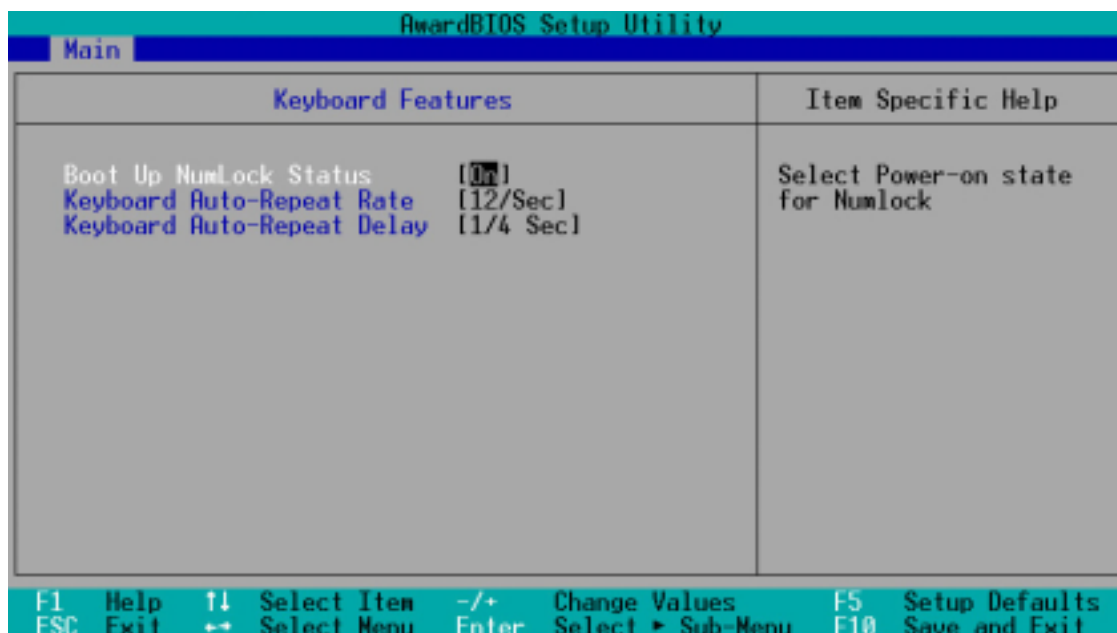 AwardBIOS Setup Utility
Main
Keyboard Features
Item Specific Help
Boot Up NumLock Status [On]
Keyboard Auto-Repeat Rate [12/Sec]
Keyboard Auto-Repeat Delay [1/4 Sec]
Select Power-on state
for Numlock
F1 Help ↑↓ Select Item -/+ Change Values F5 Setup Defaults
ESC Exit ←→ Select Menu Enter Select ► Sub-Menu F10 Save and Exit